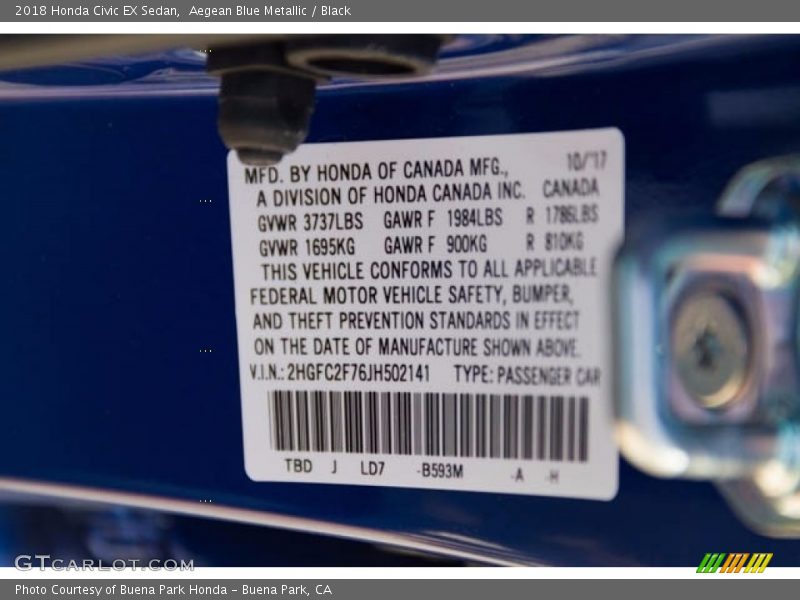 2018 Honda Civic EX Sedan,  Aegean Blue Metallic / Black
10/'17
MFD. BY HONDA OF CANADA MFG.,
A DIVISION OF HONDA CANADA INC. CANADA
GVWR 3737LBS GAWR F 1984LBS R 1786LBS
GVWR 1695KG GAWR F 900KG R 810KG
THIS VEHICLE CONFORMS TO ALL APPLICABLE
FEDERAL MOTOR VEHICLE SAFETY, BUMPER,
AND THEFT PREVENTION STANDARDS IN EFFECT
ON THE DATE OF MANUFACTURE SHOWN ABOVE.
V.I.N.: 2HGFC2F76JH502141 TYPE: PASSENGER CAR
TBD J LD7 -B593M -A -H
GTCARLOT.COM
Photo Courtesy of Buena Park Honda - Buena Park, CA